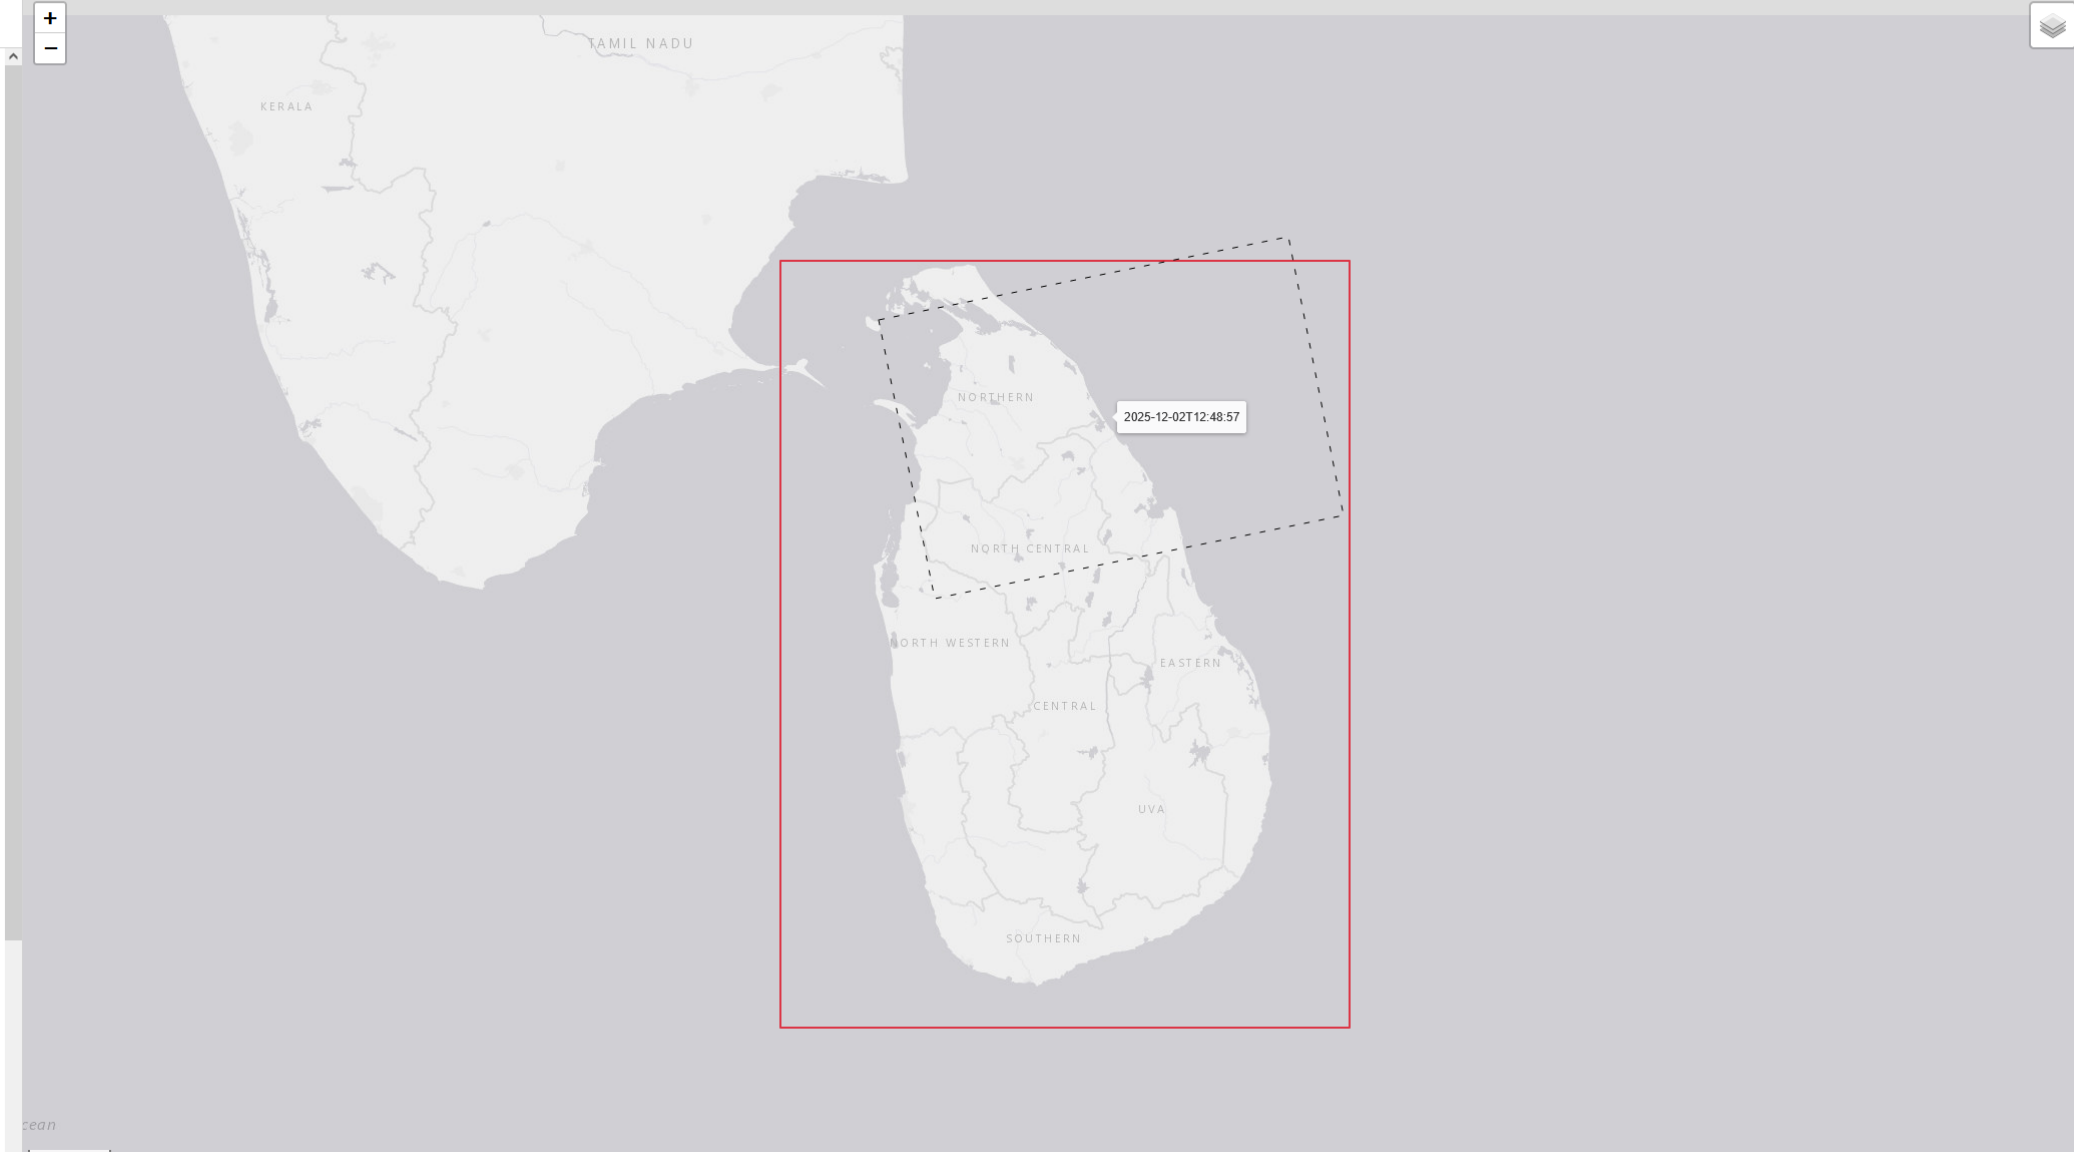 +
−
TAMIL NADU
KERALA
NORTHERN
2025-12-02T12:48:57
NORTH CENTRAL
NORTH WESTERN
EASTERN
CENTRAL
UVA
SOUTHERN
cean